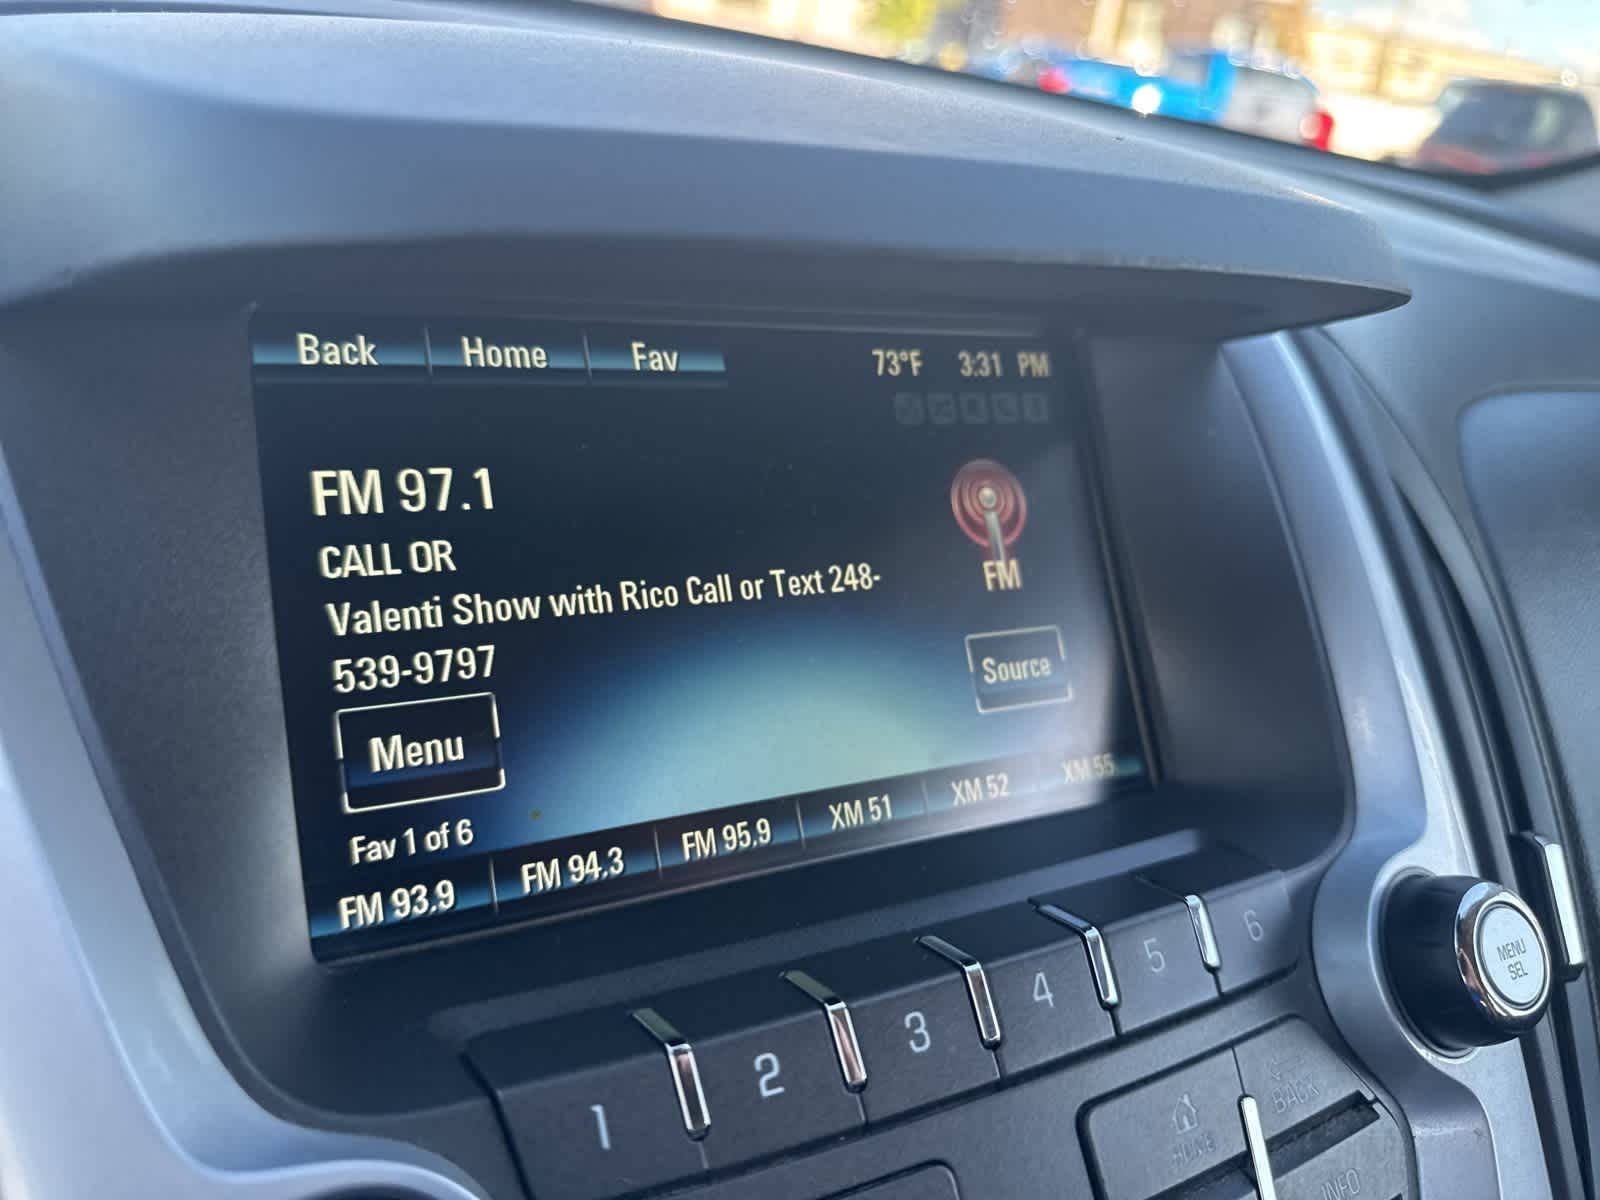 Back Home Fav 73°F 3:31 PM
FM 97.1
CALL OR
Valenti Show with Rico Call or Text 248-
539-9797
FM
Source
Menu
Fav 1 of 6
FM 93.9 FM 94.3 FM 95.9 XM 51 XM 52 XM 55
1 2 3 4 5 6
MENU
SEL
HOME
BACK
INFO